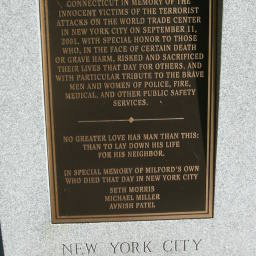 CONNECTICUT IN MEMORY OF THE
INNOCENT VICTIMS OF THE TERRORIST
ATTACKS ON THE WORLD TRADE CENTER
IN NEW YORK CITY ON SEPTEMBER 11,
2001, WITH SPECIAL HONOR TO THOSE
WHO, IN THE FACE OF CERTAIN DEATH
OR GRAVE HARM, RISKED AND SACRIFICED
THEIR LIVES THAT DAY FOR OTHERS, AND
WITH PARTICULAR TRIBUTE TO THE BRAVE
MEN AND WOMEN OF POLICE, FIRE,
MEDICAL, AND OTHER PUBLIC SAFETY
SERVICES.
NO GREATER LOVE HAS MAN THAN THIS:
THAN TO LAY DOWN HIS LIFE
FOR HIS NEIGHBOR.
IN SPECIAL MEMORY OF MILFORD'S OWN
WHO DIED THAT DAY IN NEW YORK CITY
SETH MORRIS
MICHAEL MILLER
AVNISH PATEL
NEW YORK CITY